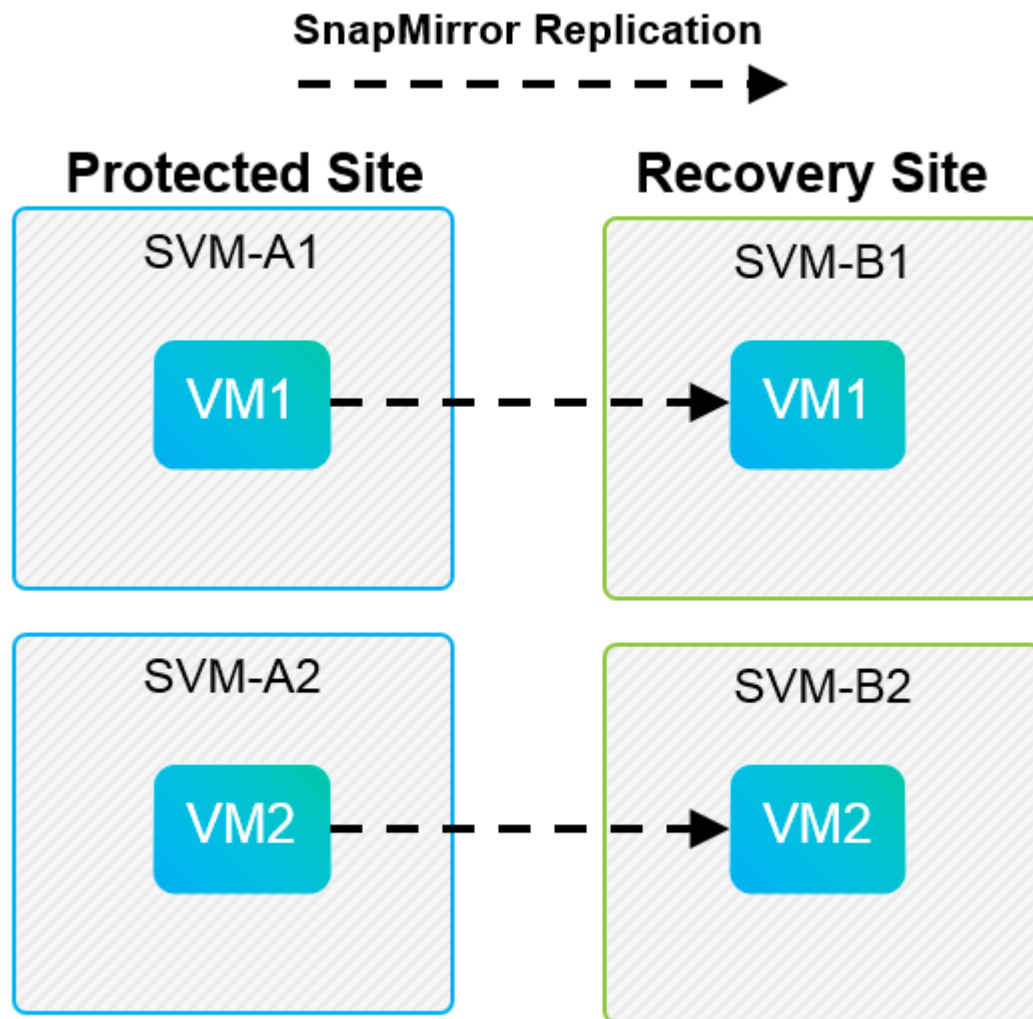 SnapMirror Replication
Protected Site
Recovery Site
SVM-A1
SVM-B1
VM1
VM1
SVM-A2
SVM-B2
VM2
VM2